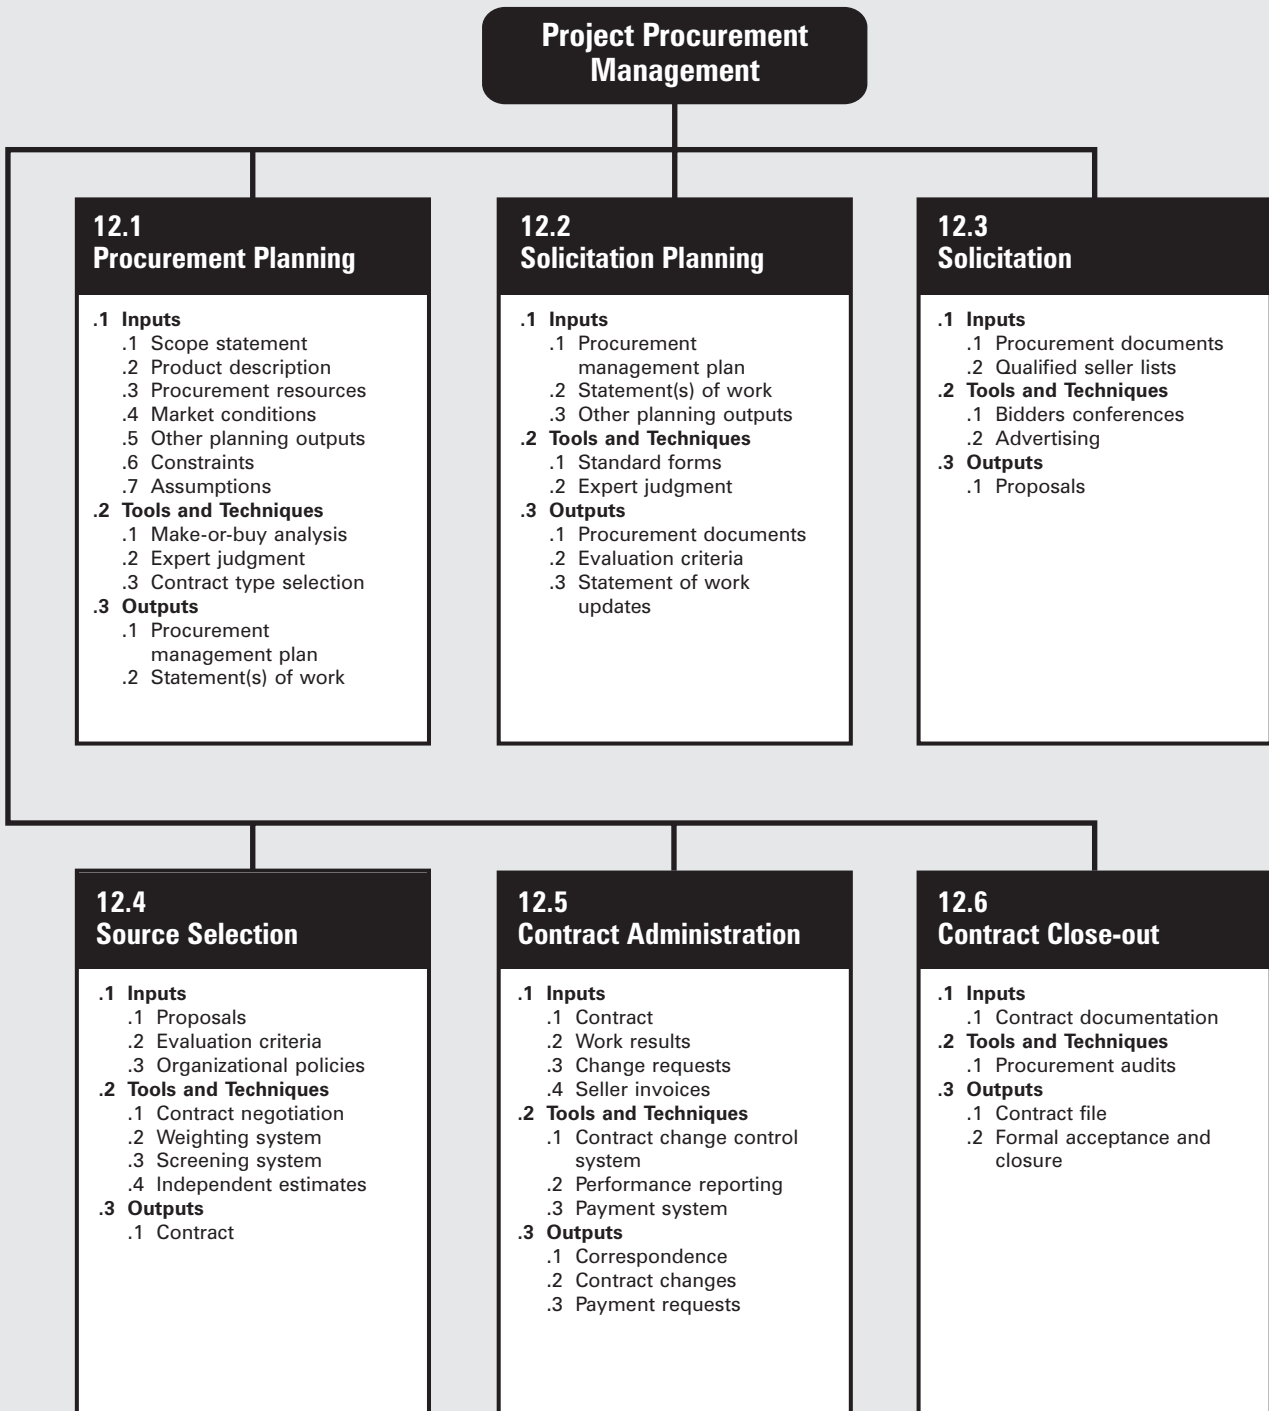 Project Procurement
Management
12.1
Procurement Planning
.1 Inputs
.1 Scope statement
.2 Product description
.3 Procurement resources
.4 Market conditions
.5 Other planning outputs
.6 Constraints
.7 Assumptions
.2 Tools and Techniques
.1 Make-or-buy analysis
.2 Expert judgment
.3 Contract type selection
.3 Outputs
.1 Procurement
management plan
.2 Statement(s) of work
12.2
Solicitation Planning
.1 Inputs
.1 Procurement
management plan
.2 Statement(s) of work
.3 Other planning outputs
.2 Tools and Techniques
.1 Standard forms
.2 Expert judgment
.3 Outputs
.1 Procurement documents
.2 Evaluation criteria
.3 Statement of work
updates
12.3
Solicitation
.1 Inputs
.1 Procurement documents
.2 Qualified seller lists
.2 Tools and Techniques
.1 Bidders conferences
.2 Advertising
.3 Outputs
.1 Proposals
12.4
Source Selection
.1 Inputs
.1 Proposals
.2 Evaluation criteria
.3 Organizational policies
.2 Tools and Techniques
.1 Contract negotiation
.2 Weighting system
.3 Screening system
.4 Independent estimates
.3 Outputs
.1 Contract
12.5
Contract Administration
.1 Inputs
.1 Contract
.2 Work results
.3 Change requests
.4 Seller invoices
.2 Tools and Techniques
.1 Contract change control
system
.2 Performance reporting
.3 Payment system
.3 Outputs
.1 Correspondence
.2 Contract changes
.3 Payment requests
12.6
Contract Close-out
.1 Inputs
.1 Contract documentation
.2 Tools and Techniques
.1 Procurement audits
.3 Outputs
.1 Contract file
.2 Formal acceptance and
closure